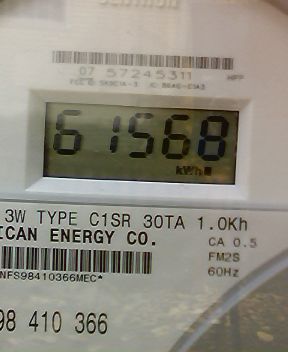 07 57245311
61568
kWh
3W TYPE C1SR 30TA 1.0Kh
ICAN ENERGY CO.
CA 0.5
FM2S
60Hz
NFS98410366MEC*
98 410 366